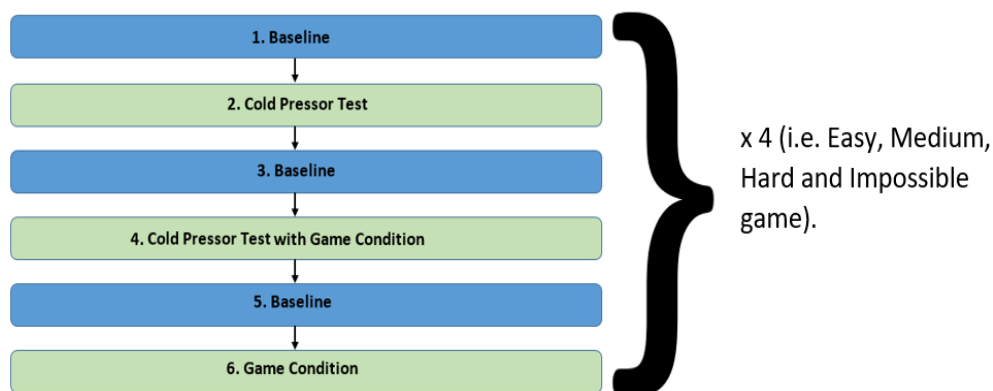 1. Baseline
2. Cold Pressor Test
3. Baseline
4. Cold Pressor Test with Game Condition
5. Baseline
6. Game Condition
x 4 (i.e. Easy, Medium,
Hard and Impossible
game).